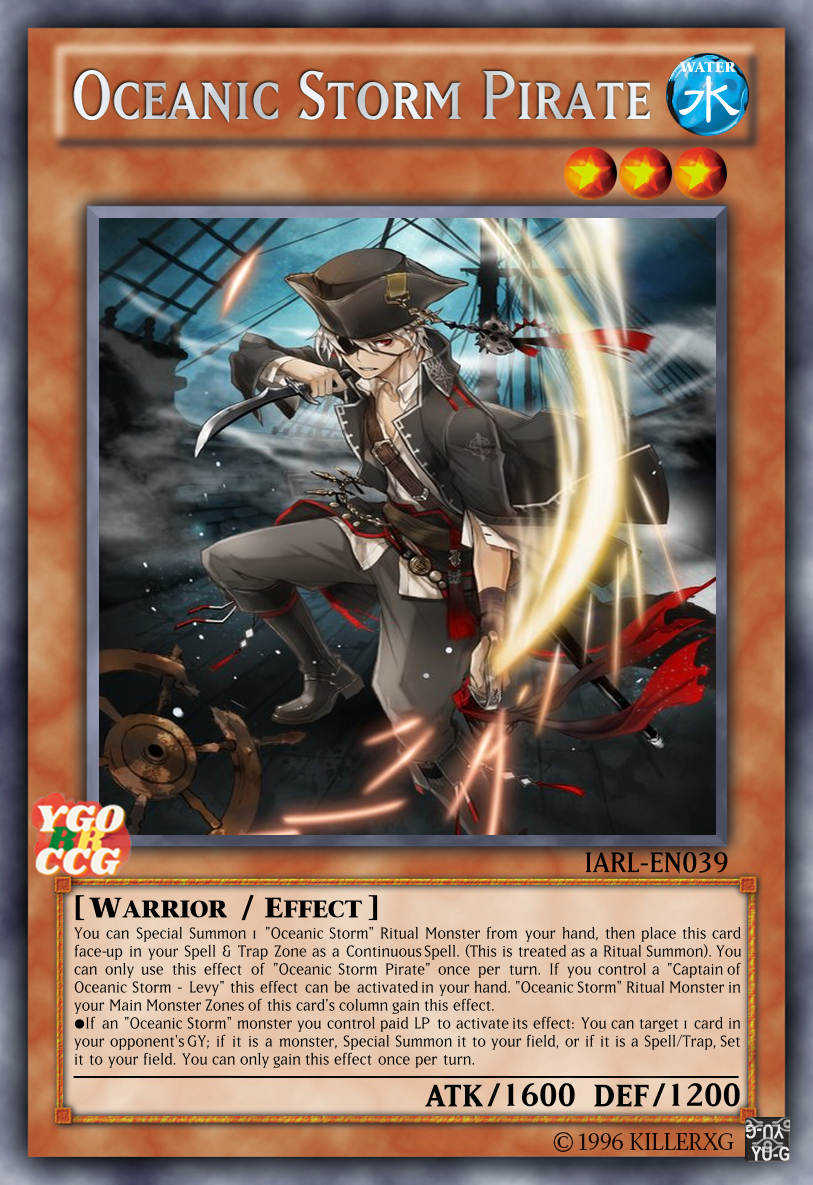 OCEANIC STORM PIRATE
WATER
水
YGO
RR
CCG
IARL-EN039
[ WARRIOR / EFFECT ]
You can Special Summon 1 "Oceanic Storm" Ritual Monster from your hand, then place this card
face-up in your Spell & Trap Zone as a Continuous Spell. (This is treated as a Ritual Summon). You
can only use this effect of "Oceanic Storm Pirate" once per turn. If you control a "Captain of
Oceanic Storm - Levy" this effect can be activated in your hand. "Oceanic Storm" Ritual Monster in
your Main Monster Zones of this card's column gain this effect.
●If an "Oceanic Storm" monster you control paid LP to activate its effect: You can target 1 card in
your opponent's GY; if it is a monster, Special Summon it to your field, or if it is a Spell/Trap, Set
it to your field. You can only gain this effect once per turn.
ATK/1600 DEF/1200
© 1996 KILLERXG
YU-G
YU-G